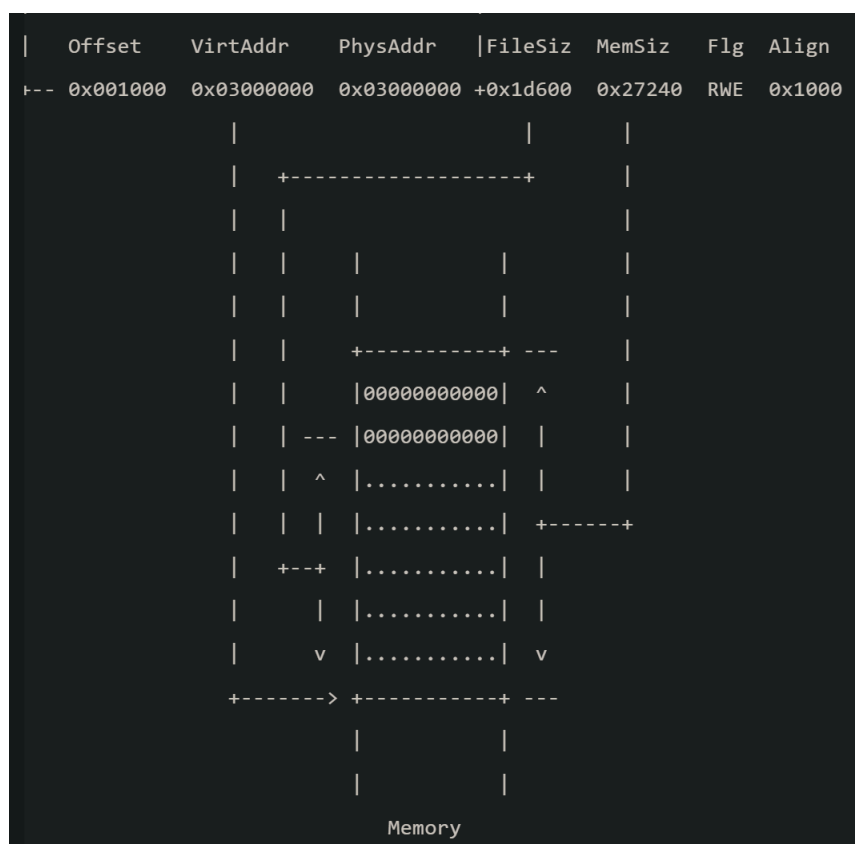 |   Offset    VirtAddr    PhysAddr   |FileSiz  MemSiz   Flg  Align
+-- 0x001000  0x03000000  0x03000000 +0x1d600  0x27240  RWE  0x1000
             |                       |       |
             |   +-------------------+       |
             |   |                           |
             |   |     |           |         |
             |   |     |           |         |
             |   |     +-----------+ ---     |
             |   |     |00000000000|  ^      |
             |   | --- |00000000000|  |      |
             |   |  ^  |...........|  |      |
             |   |  |  |...........|  +------+
             |   +--+  |...........|  |
             |      |  |...........|  |
             |      v  |...........|  v
             +-------> +-----------+ ---
                       |           |
                       |           |
                          Memory